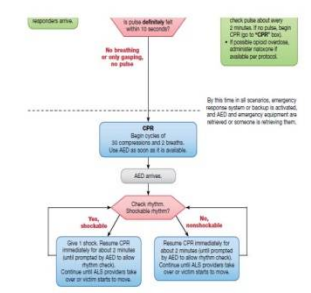 responders arrive.
Is pulse definitely felt
within 10 seconds?
check pulse about every
2 minutes. If no pulse, begin
CPR (go to "CPR" box).
• If possible opioid overdose,
administer naloxone if
available per protocol.
No breathing
or only gasping,
no pulse
By this time in all scenarios, emergency
response system or backup is activated,
and AED and emergency equipment are
retrieved or someone is retrieving them.
CPR
Begin cycles of
30 compressions and 2 breaths.
Use AED as soon as it is available.
AED arrives.
Check rhythm.
Shockable rhythm?
Yes,
shockable
No,
nonshockable
Give 1 shock. Resume CPR
immediately for about 2 minutes
(until prompted by AED to allow
rhythm check).
Continue until ALS providers take
over or victim starts to move.
Resume CPR immediately for
about 2 minutes (until prompted
by AED to allow rhythm check).
Continue until ALS providers take
over or victim starts to move.